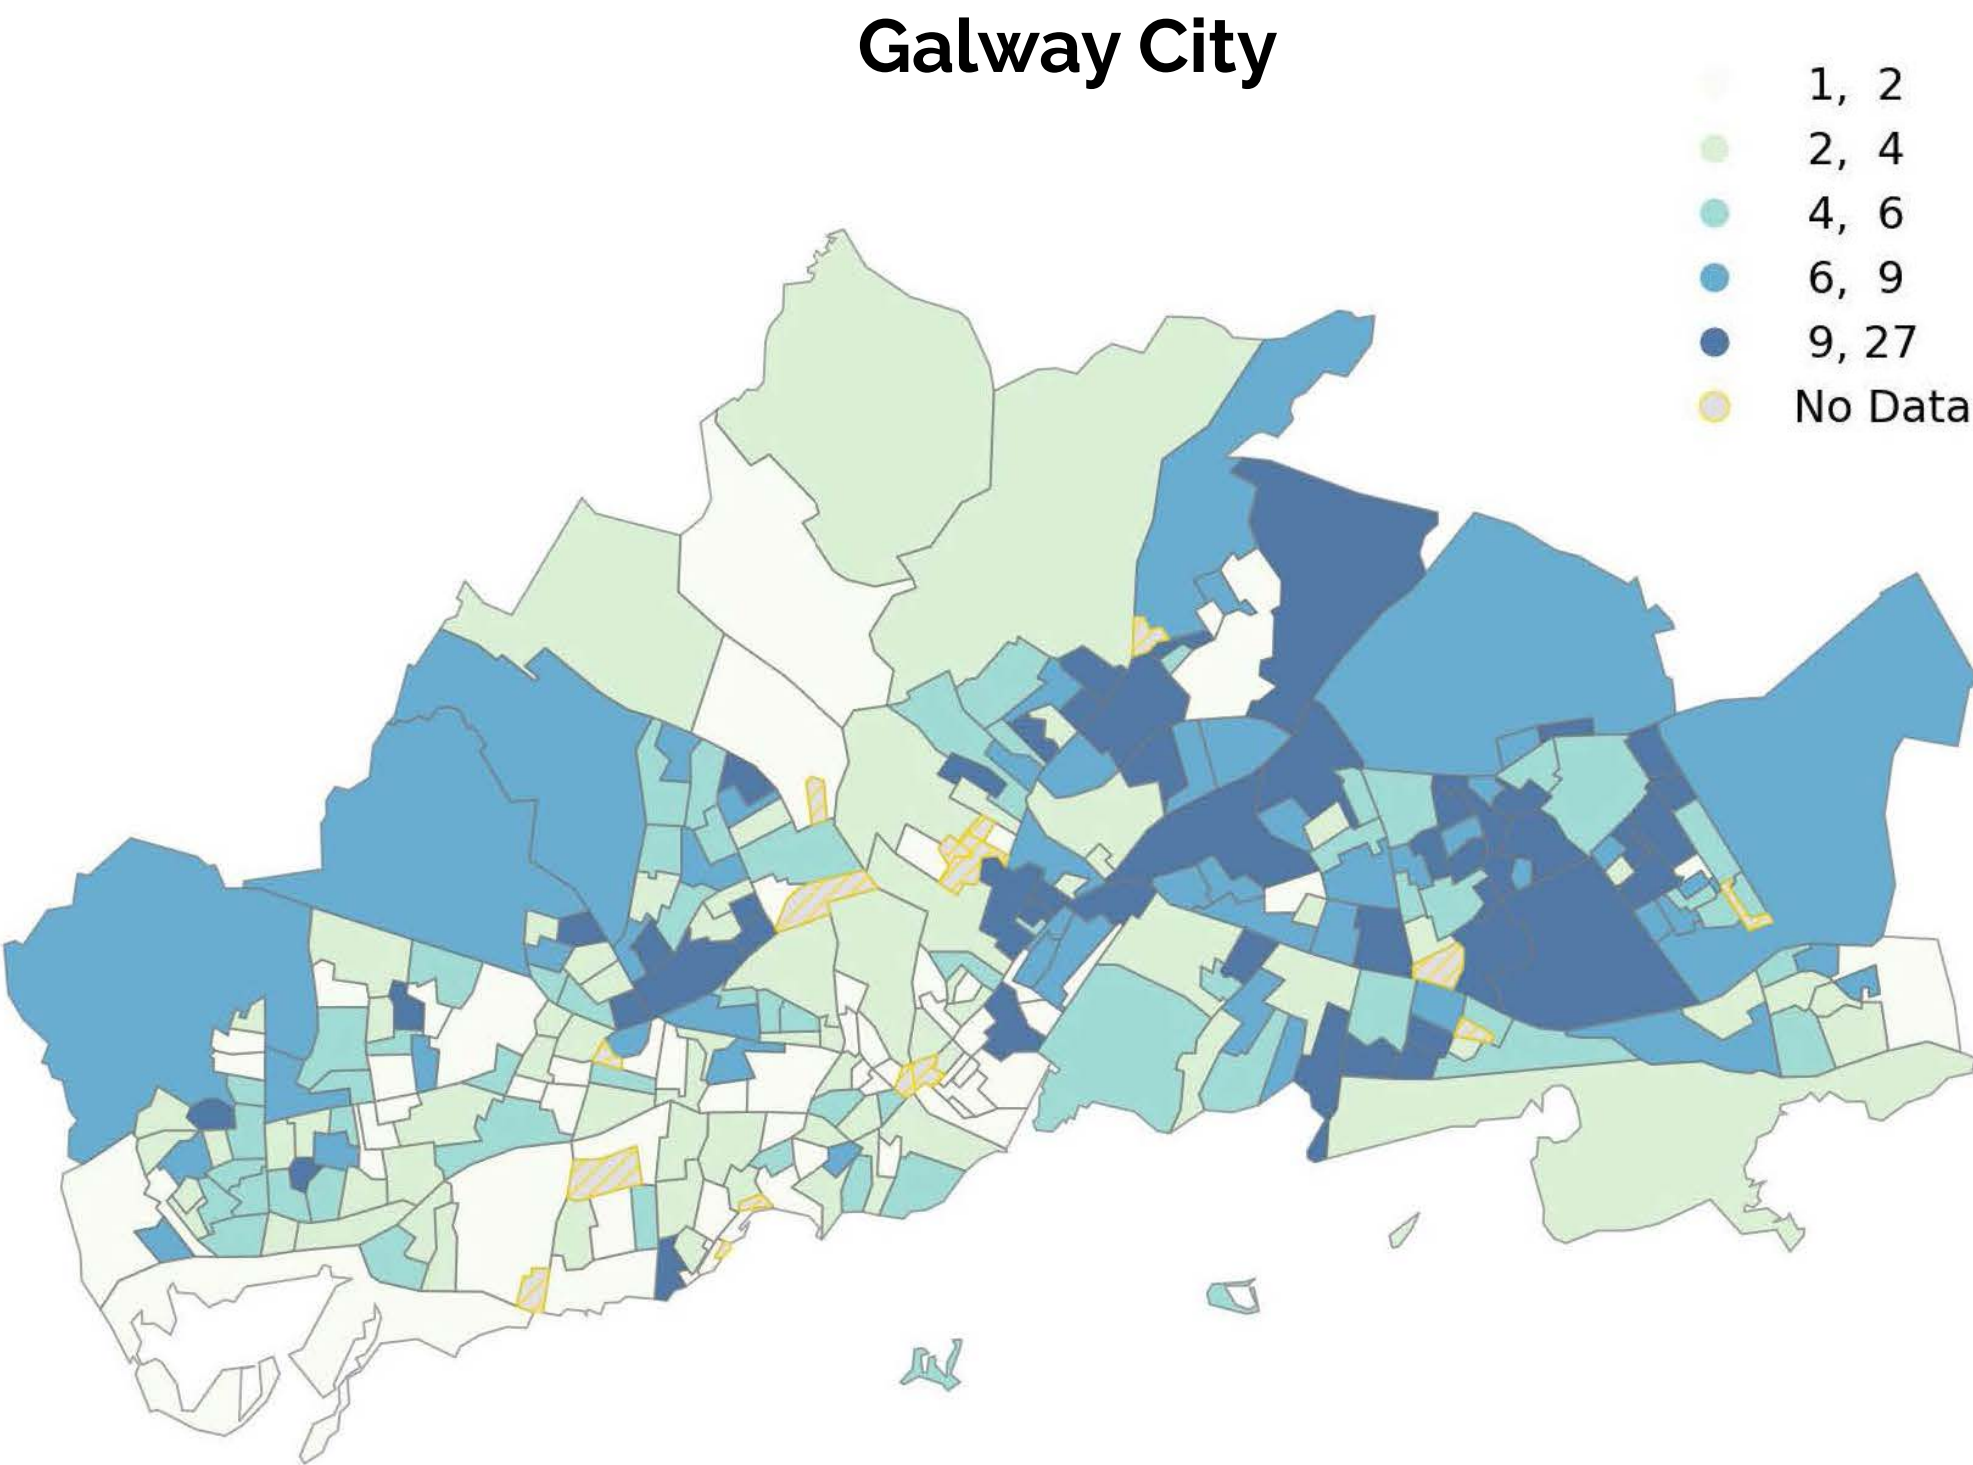 Galway City
1, 2
2, 4
4, 6
6, 9
9, 27
No Data